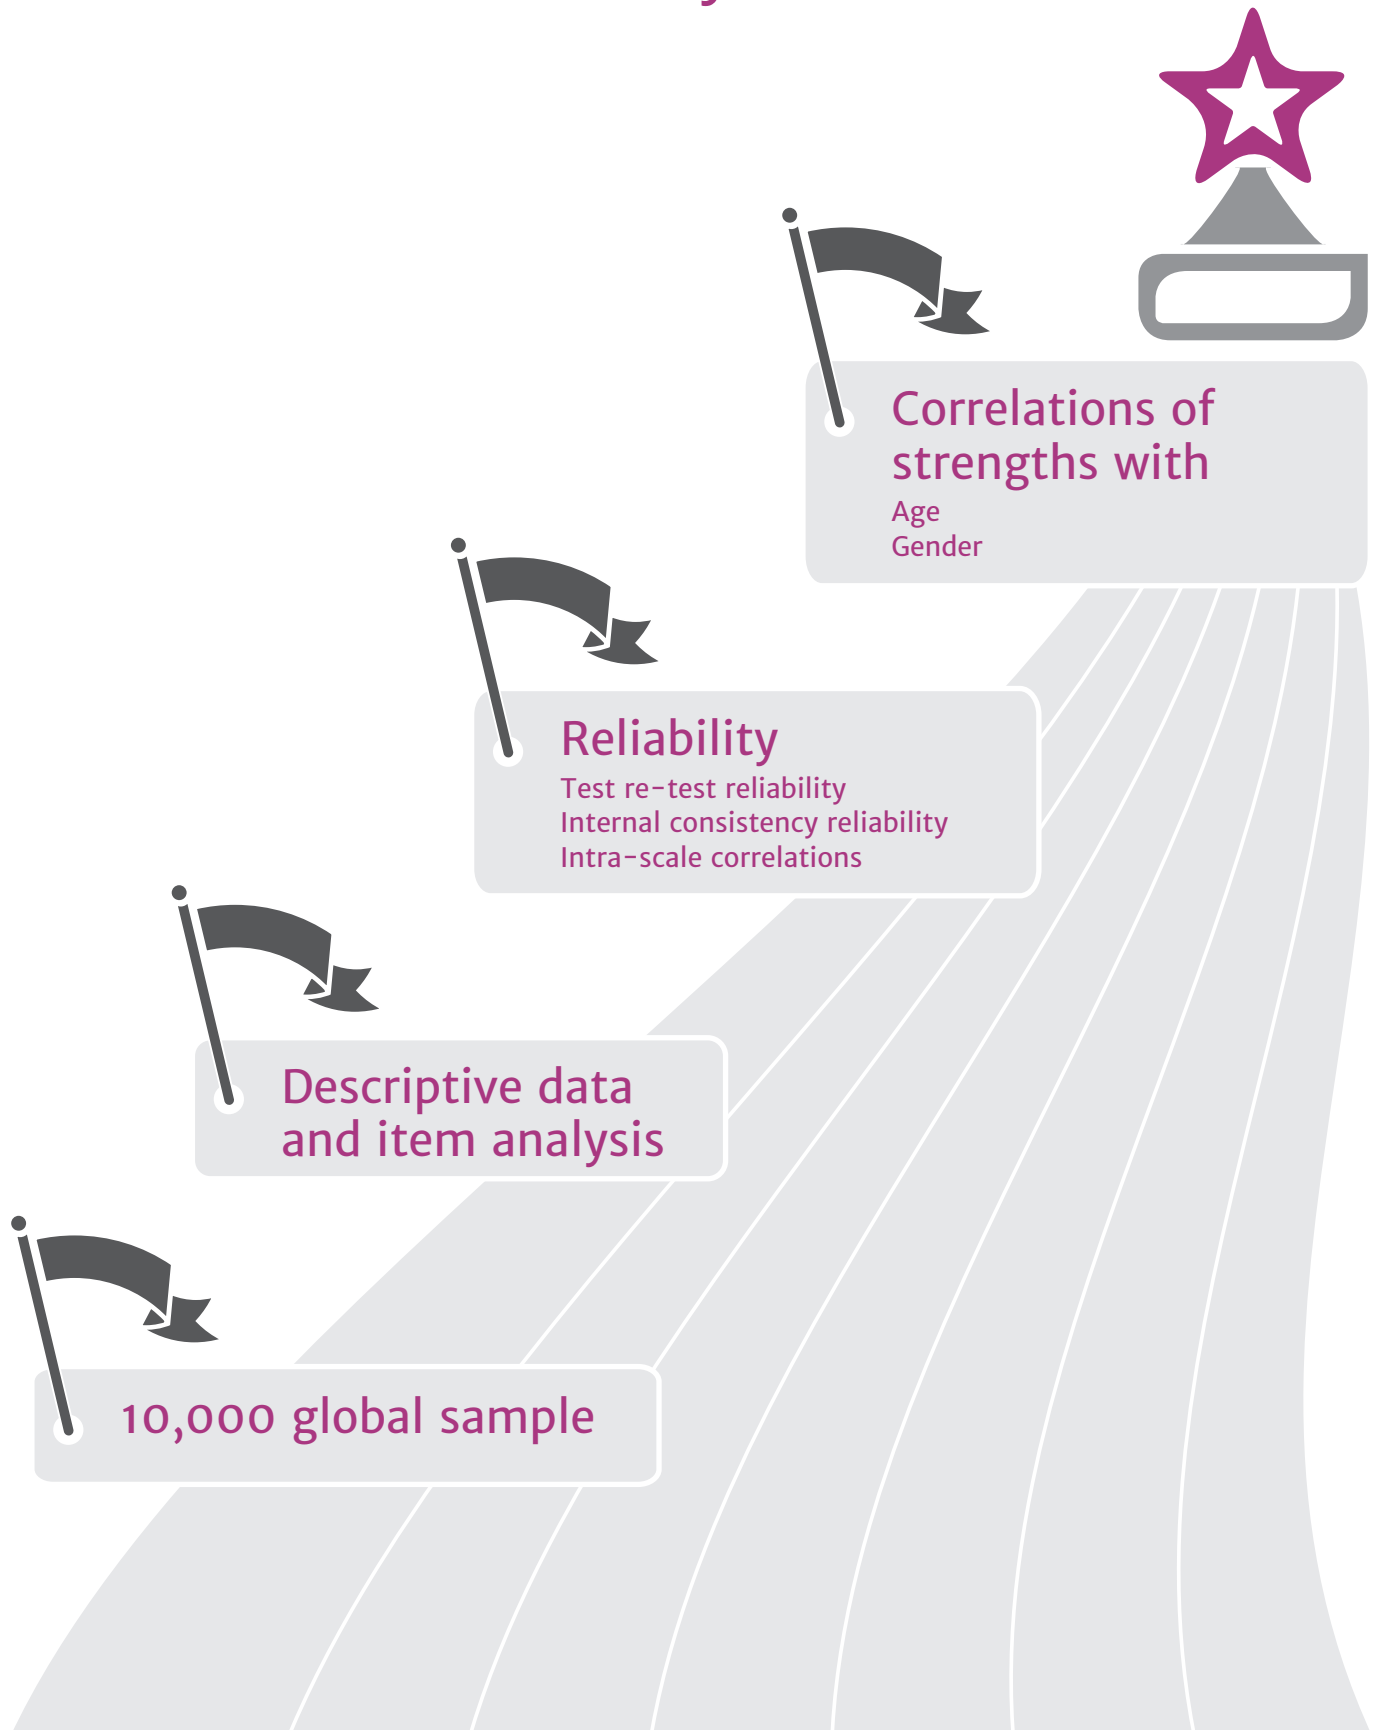 Correlations of
strengths with
Age
Gender
Reliability
Test re-test reliability
Internal consistency reliability
Intra-scale correlations
Descriptive data
and item analysis
10,000 global sample